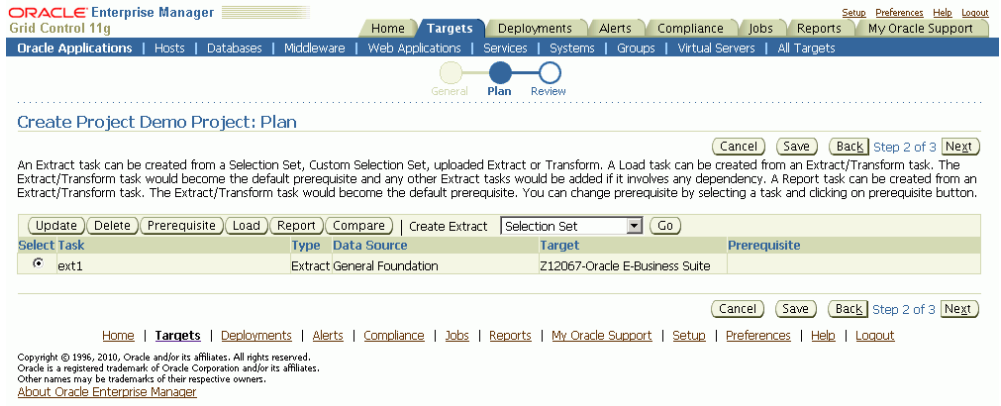 ORACLE Enterprise Manager
Grid Control 11g
Setup Preferences Help Logout
Home Targets Deployments Alerts Compliance Jobs Reports My Oracle Support
Oracle Applications | Hosts | Databases | Middleware | Web Applications | Services | Systems | Groups | Virtual Servers | All Targets
General Plan Review
Create Project Demo Project: Plan
Cancel Save Back Step 2 of 3 Next
An Extract task can be created from a Selection Set, Custom Selection Set, uploaded Extract or Transform. A Load task can be created from an Extract/Transform task. The
Extract/Transform task would become the default prerequisite and any other Extract tasks would be added if it involves any dependency. A Report task can be created from an
Extract/Transform task. The Extract/Transform task would become the default prerequisite. You can change prerequisite by selecting a task and clicking on prerequisite button.
Update Delete Prerequisite Load Report Compare | Create Extract Selection Set Go
Select Task Type Data Source Target Prerequisite
ext1 Extract General Foundation Z12067-Oracle E-Business Suite
Cancel Save Back Step 2 of 3 Next
Home | Targets | Deployments | Alerts | Compliance | Jobs | Reports | My Oracle Support | Setup | Preferences | Help | Logout
Copyright © 1996, 2010, Oracle and/or its affiliates. All rights reserved.
Oracle is a registered trademark of Oracle Corporation and/or its affiliates.
Other names may be trademarks of their respective owners.
About Oracle Enterprise Manager